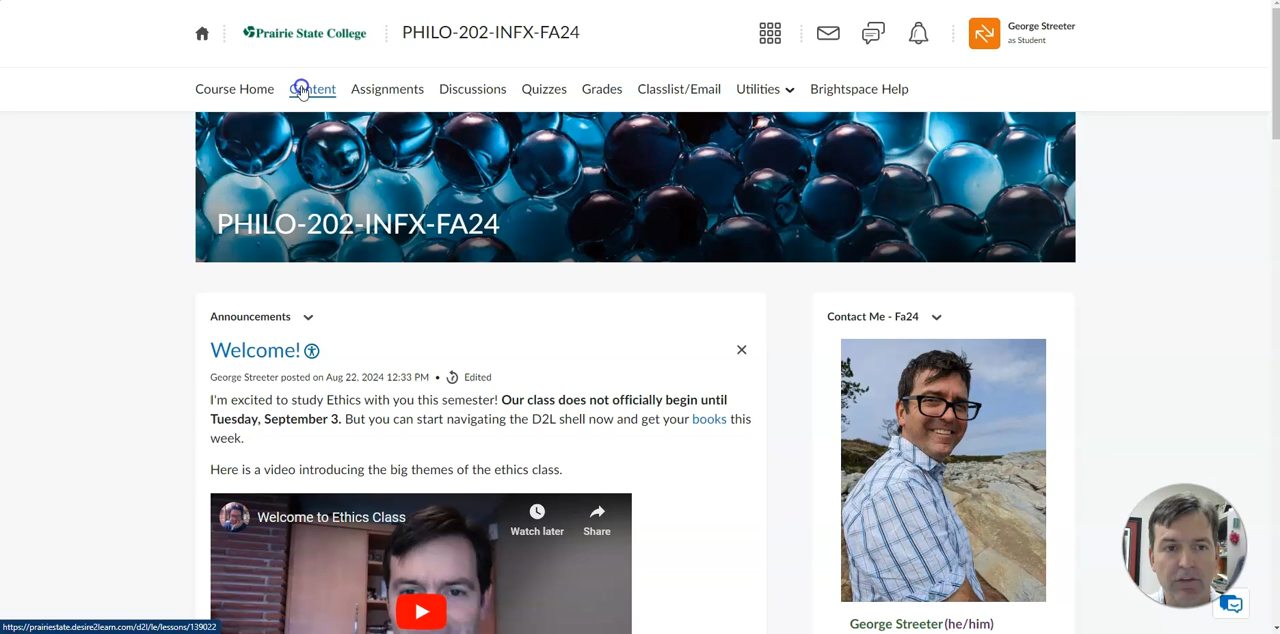 Prairie State College
PHILO-202-INFX-FA24
George Streeter
as Student
Course Home
Content
Assignments
Discussions
Quizzes
Grades
Classlist/Email
Utilities
Brightspace Help
PHILO-202-INFX-FA24
Announcements
Welcome!
George Streeter posted on Aug 22, 2024 12:33 PM • Edited
I'm excited to study Ethics with you this semester! Our class does not officially begin until
Tuesday, September 3. But you can start navigating the D2L shell now and get your books this
week.
Here is a video introducing the big themes of the ethics class.
Welcome to Ethics Class
Watch later
Share
Contact Me - Fa24
George Streeter (he/him)
https://prairiestate.desire2learn.com/d2l/le/lessons/139022